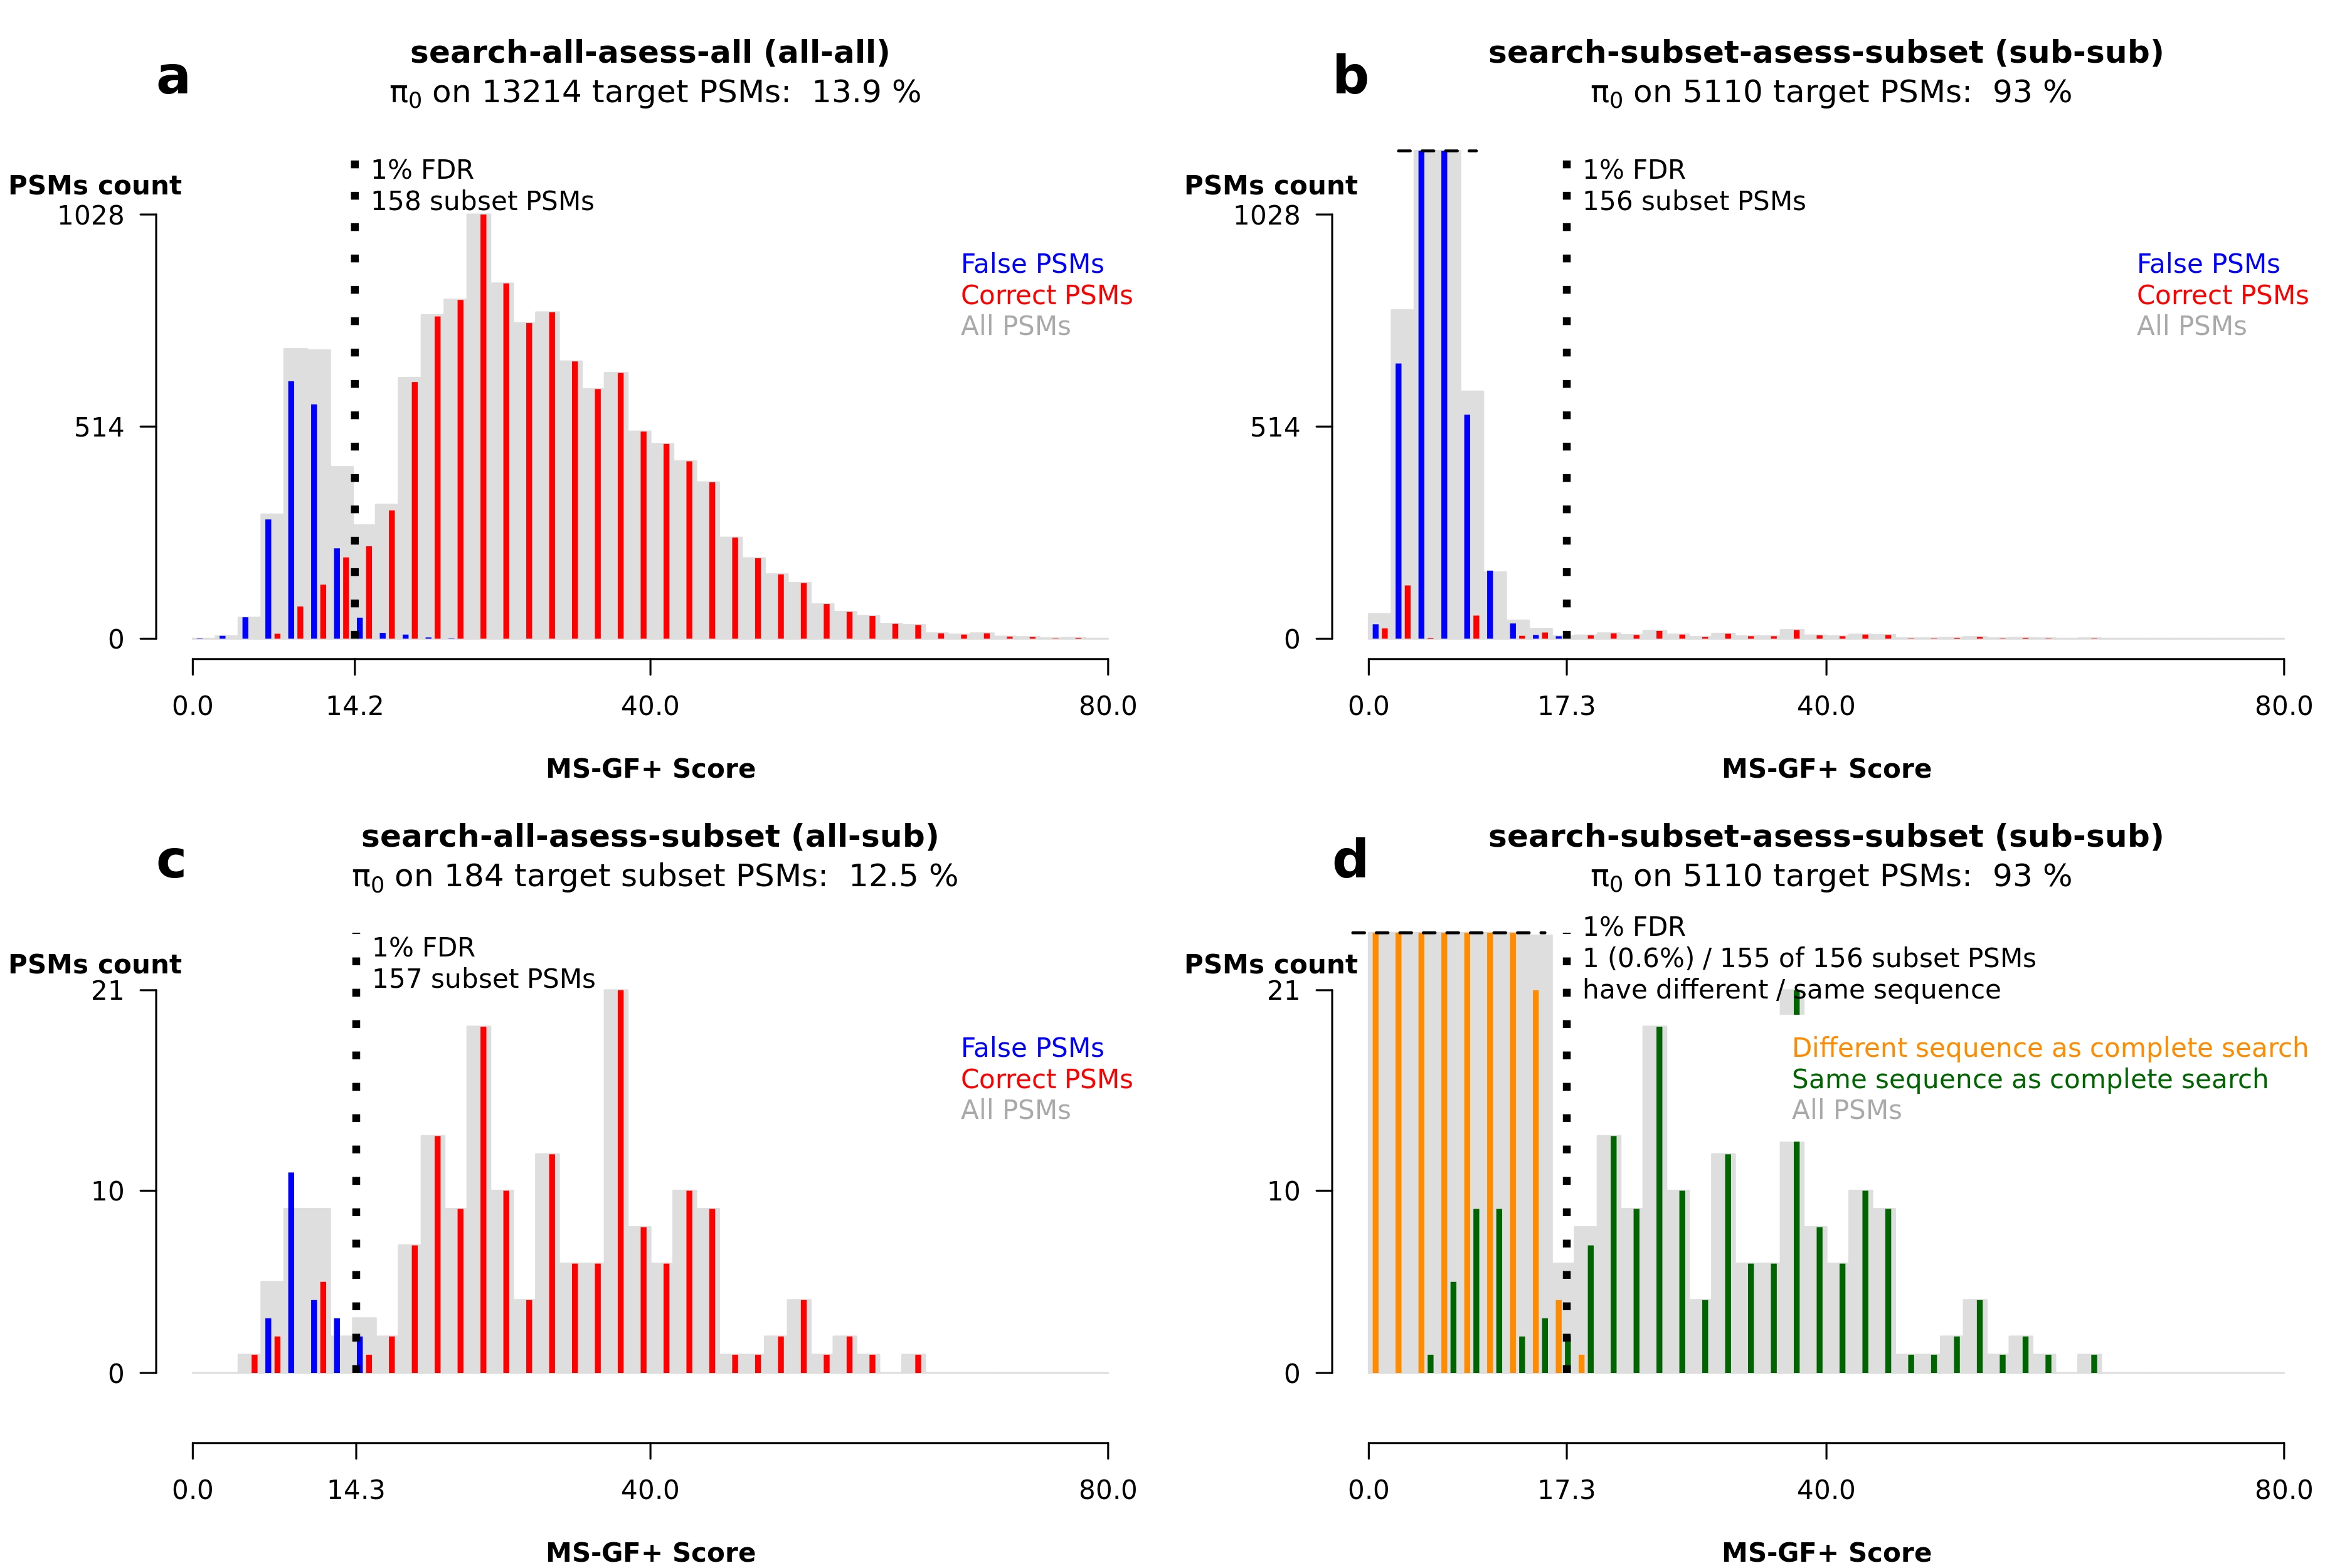 a
search-all-asess-all (all-all)
π0 on 13214 target PSMs: 13.9 %
PSMs count
1028
514
0
1% FDR
158 subset PSMs
False PSMs
Correct PSMs
All PSMs
0.0
14.2
40.0
80.0
MS-GF+ Score
b
search-subset-asess-subset (sub-sub)
π0 on 5110 target PSMs: 93 %
PSMs count
1028
514
0
1% FDR
156 subset PSMs
False PSMs
Correct PSMs
All PSMs
0.0
17.3
40.0
80.0
MS-GF+ Score
c
search-all-asess-subset (all-sub)
π0 on 184 target subset PSMs: 12.5 %
PSMs count
21
10
0
1% FDR
157 subset PSMs
False PSMs
Correct PSMs
All PSMs
0.0
14.3
40.0
80.0
MS-GF+ Score
d
search-subset-asess-subset (sub-sub)
π0 on 5110 target PSMs: 93 %
PSMs count
21
10
0
1% FDR
1 (0.6%) / 155 of 156 subset PSMs
have different / same sequence
Different sequence as complete search
Same sequence as complete search
All PSMs
0.0
17.3
40.0
80.0
MS-GF+ Score